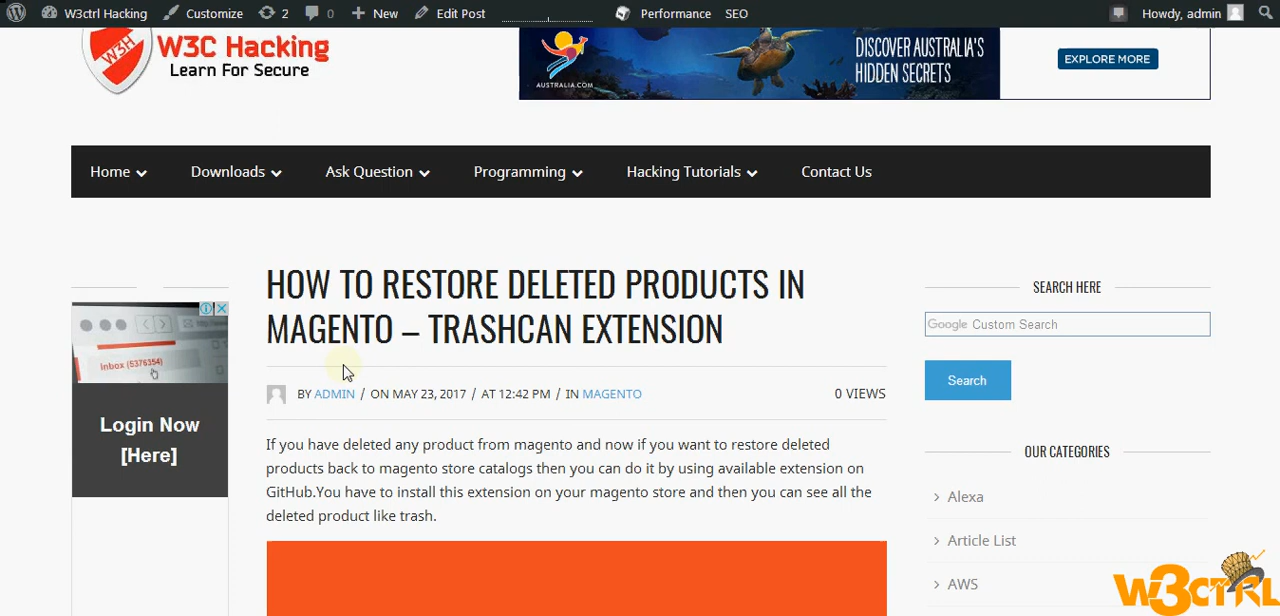 W3ctrl Hacking Customize 2 0 New Edit Post Performance SEO Howdy, admin
W3H
W3C Hacking
Learn For Secure
AUSTRALIA.COM
DISCOVER AUSTRALIA'S
HIDDEN SECRETS
EXPLORE MORE
Home Downloads Ask Question Programming Hacking Tutorials Contact Us
HOW TO RESTORE DELETED PRODUCTS IN
MAGENTO – TRASHCAN EXTENSION
BY ADMIN / ON MAY 23, 2017 / AT 12:42 PM / IN MAGENTO 0 VIEWS
If you have deleted any product from magento and now if you want to restore deleted
products back to magento store catalogs then you can do it by using available extension on
GitHub.You have to install this extension on your magento store and then you can see all the
deleted product like trash.
Inbox (5376354)
Login Now
[Here]
SEARCH HERE
Google Custom Search
Search
OUR CATEGORIES
Alexa
Article List
AWS
W3CTRL